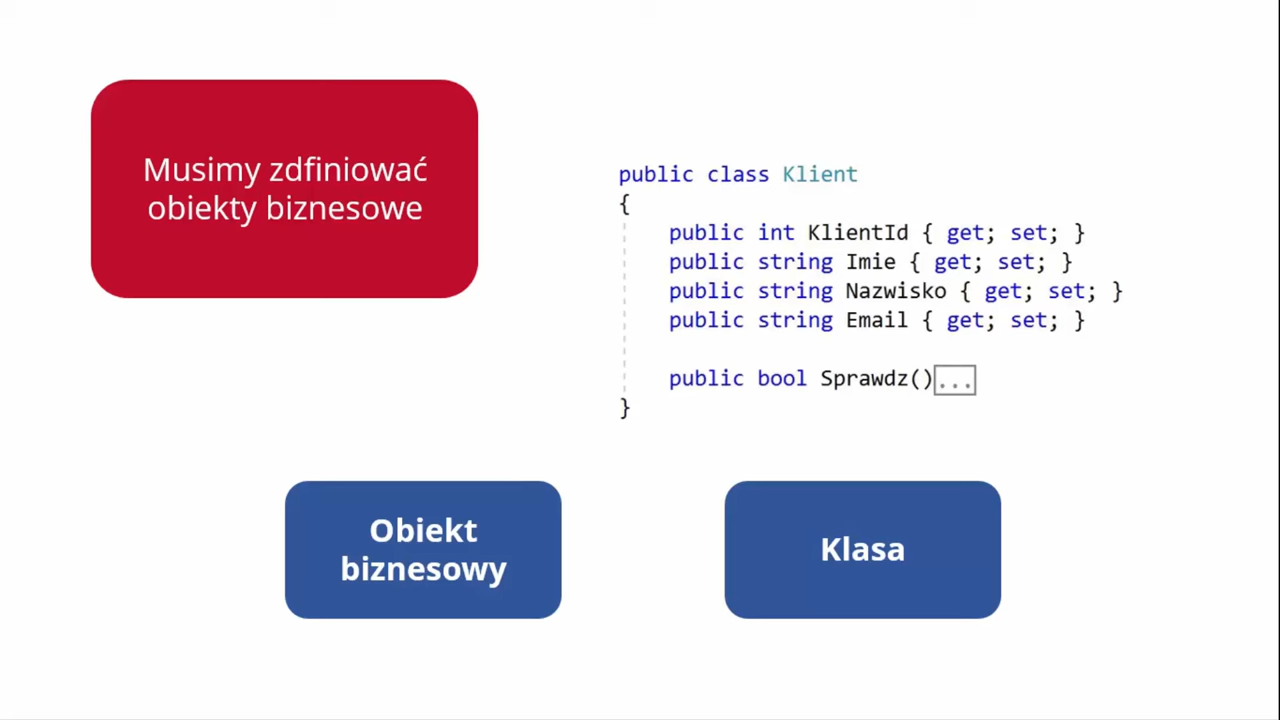 Musimy zdfiniować
obiekty biznesowe
public class Klient
{
public int KlientId { get; set; }
public string Imie { get; set; }
public string Nazwisko { get; set; }
public string Email { get; set; }
public bool Sprawdz()...
}
Obiekt
biznesowy
Klasa